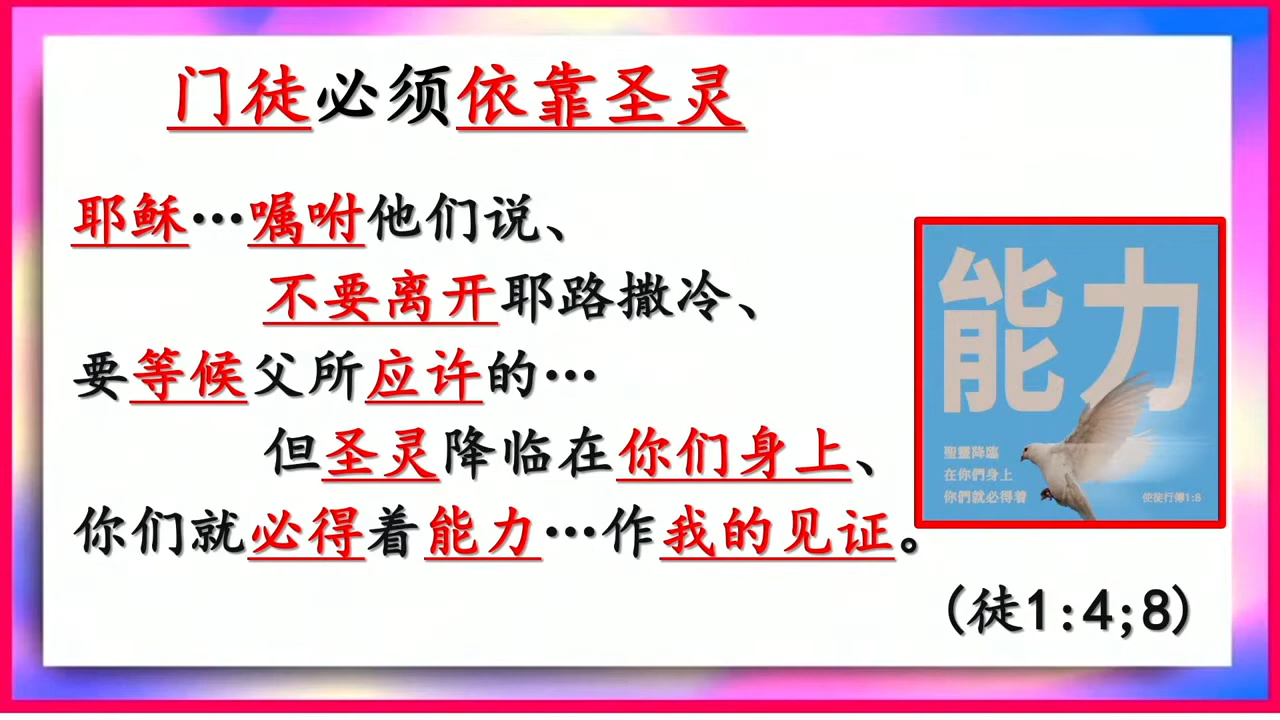 门徒必须依靠圣灵
耶稣…嘱咐他们说、
不要离开耶路撒冷、
要等候父所应许的…
但圣灵降临在你们身上、
你们就必得着能力…作我的见证。
(徒1:4;8)
能力
聖靈降臨
在你們身上
你們就必得着
使徒行傳1:8